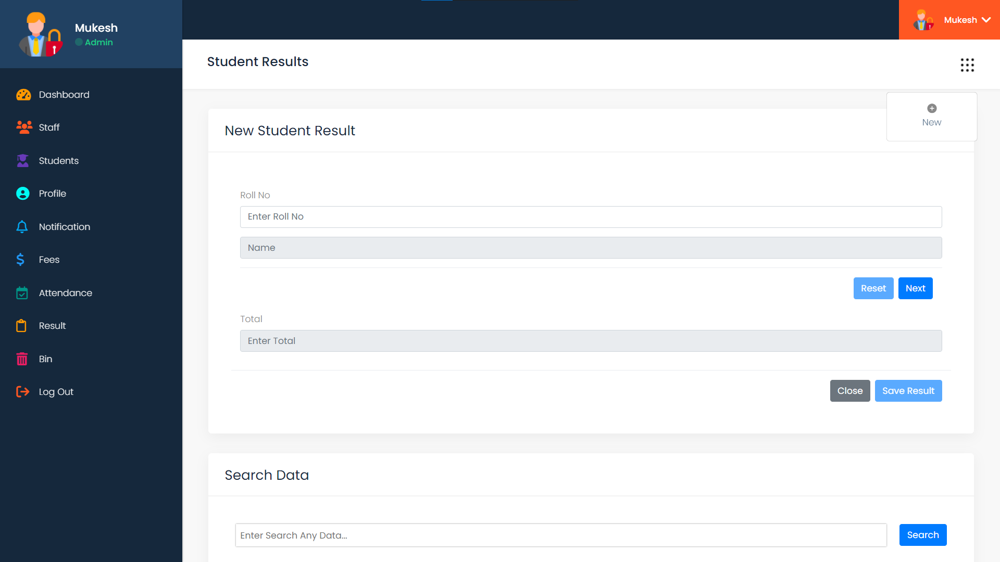 Mukesh
Admin
Mukesh
Dashboard
Staff
Students
Profile
Notification
Fees
Attendance
Result
Bin
Log Out
Student Results
New
New Student Result
Roll No
Enter Roll No
Name
Reset Next
Total
Enter Total
Close Save Result
Search Data
Enter Search Any Data...
Search